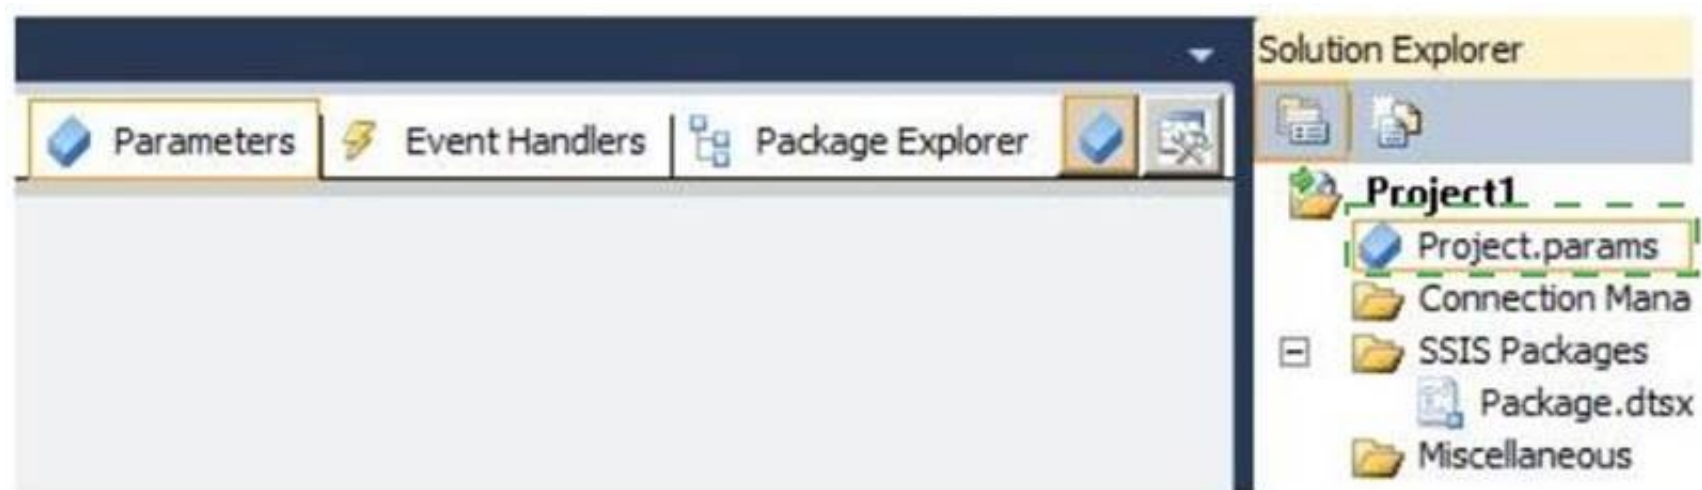 Solution Explorer
Parameters Event Handlers Package Explorer
Project1
Project.params
Connection Mana
SSIS Packages
Package.dtsx
Miscellaneous